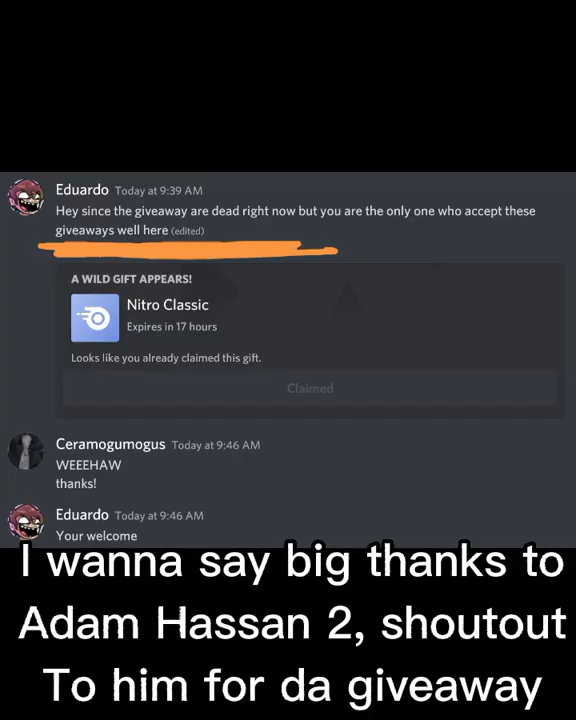 Eduardo Today at 9:39 AM
Hey since the giveaway are dead right now but you are the only one who accept these
giveaways well here (edited)
A WILD GIFT APPEARS!
Nitro Classic
Expires in 17 hours
Looks like you already claimed this gift.
Claimed
Ceramogumogus Today at 9:46 AM
WEEEHAW
thanks!
Eduardo Today at 9:46 AM
Your welcome
I wanna say big thanks to
Adam Hassan 2, shoutout
To him for da giveaway